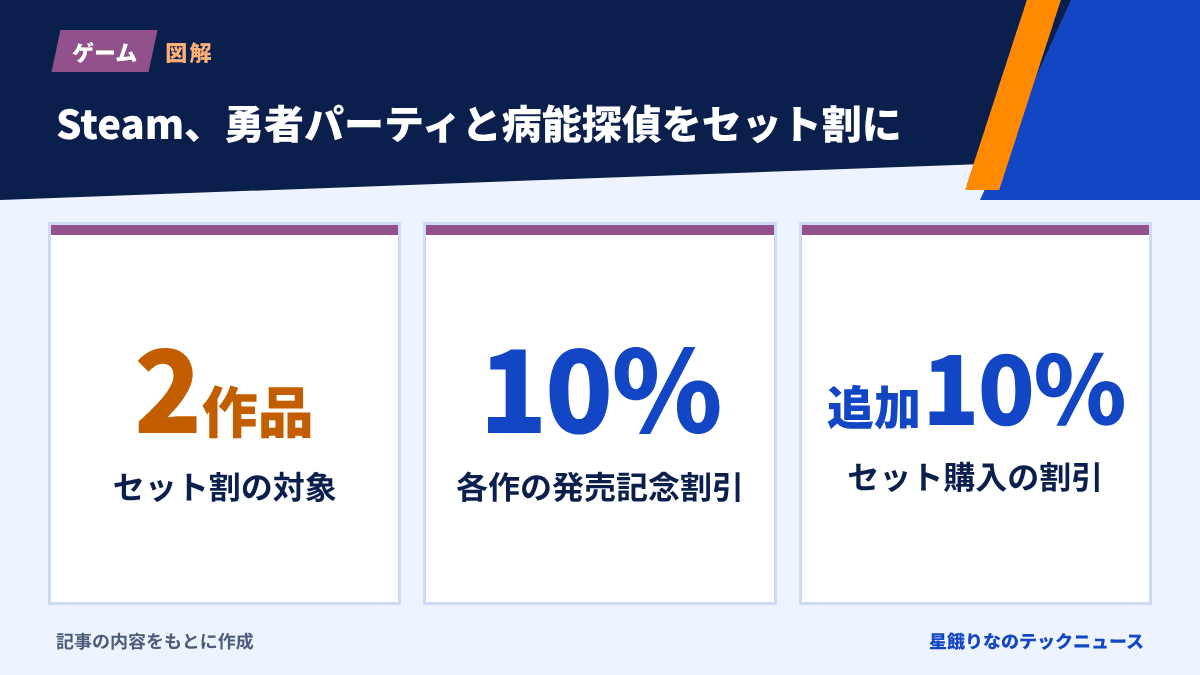 ゲーム 図解
Steam、勇者パーティと病能探偵をセット割に
2作品
セット割の対象
10%
各作の発売記念割引
追加10%
セット購入の割引
記事の内容をもとに作成
星餓りなのテックニュース